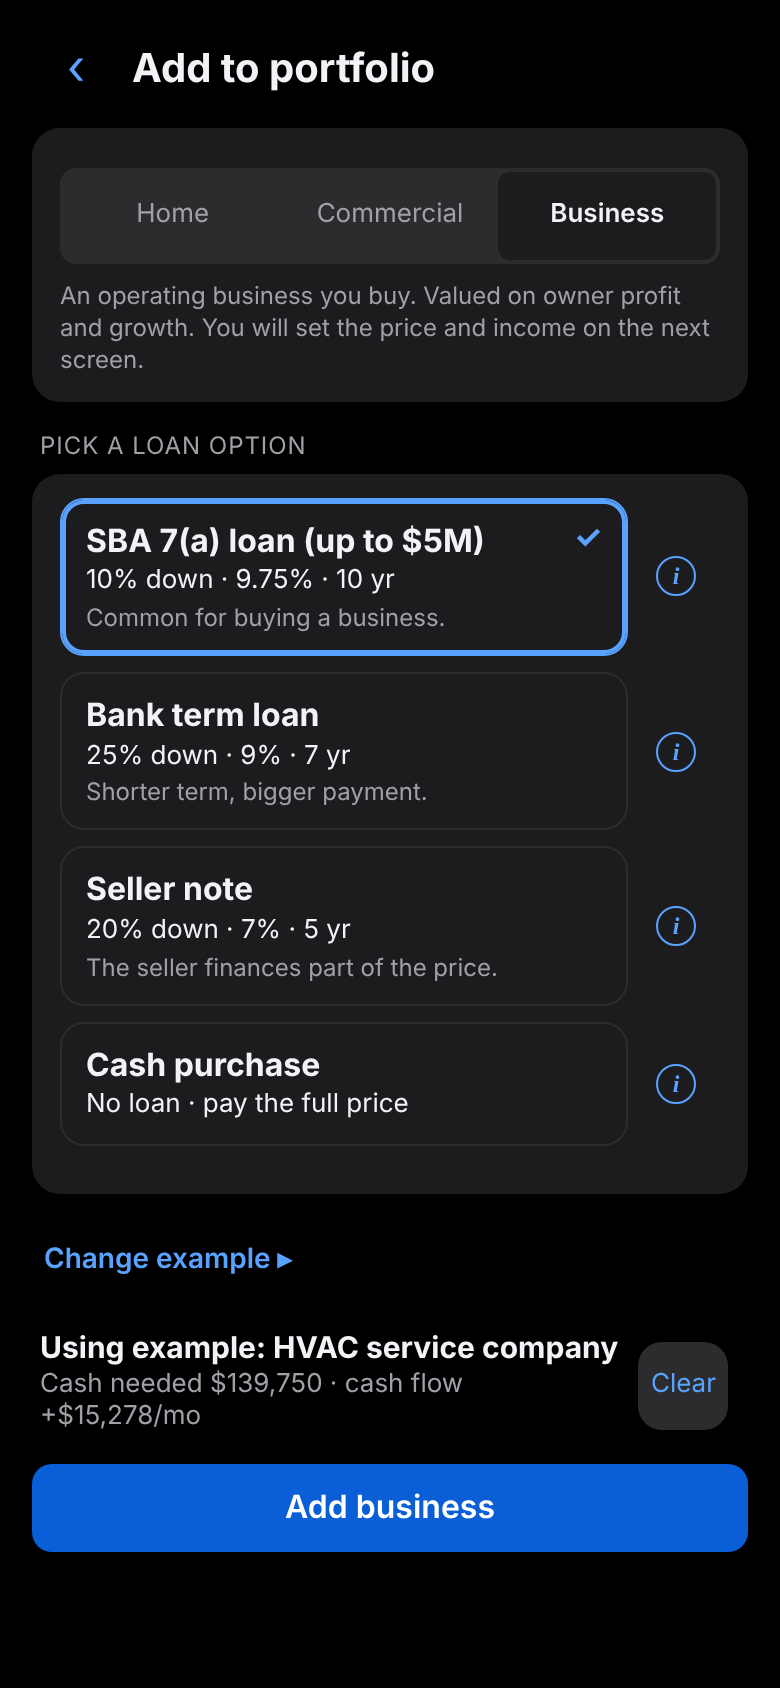 ‹ Add to portfolio
Home Commercial Business
An operating business you buy. Valued on owner profit
and growth. You will set the price and income on the next
screen.
PICK A LOAN OPTION
SBA 7(a) loan (up to $5M) ✓
10% down · 9.75% · 10 yr
Common for buying a business.
i
Bank term loan
25% down · 9% · 7 yr
Shorter term, bigger payment.
i
Seller note
20% down · 7% · 5 yr
The seller finances part of the price.
i
Cash purchase
No loan · pay the full price
i
Change example ▸
Using example: HVAC service company
Cash needed $139,750 · cash flow
+$15,278/mo
Clear
Add business